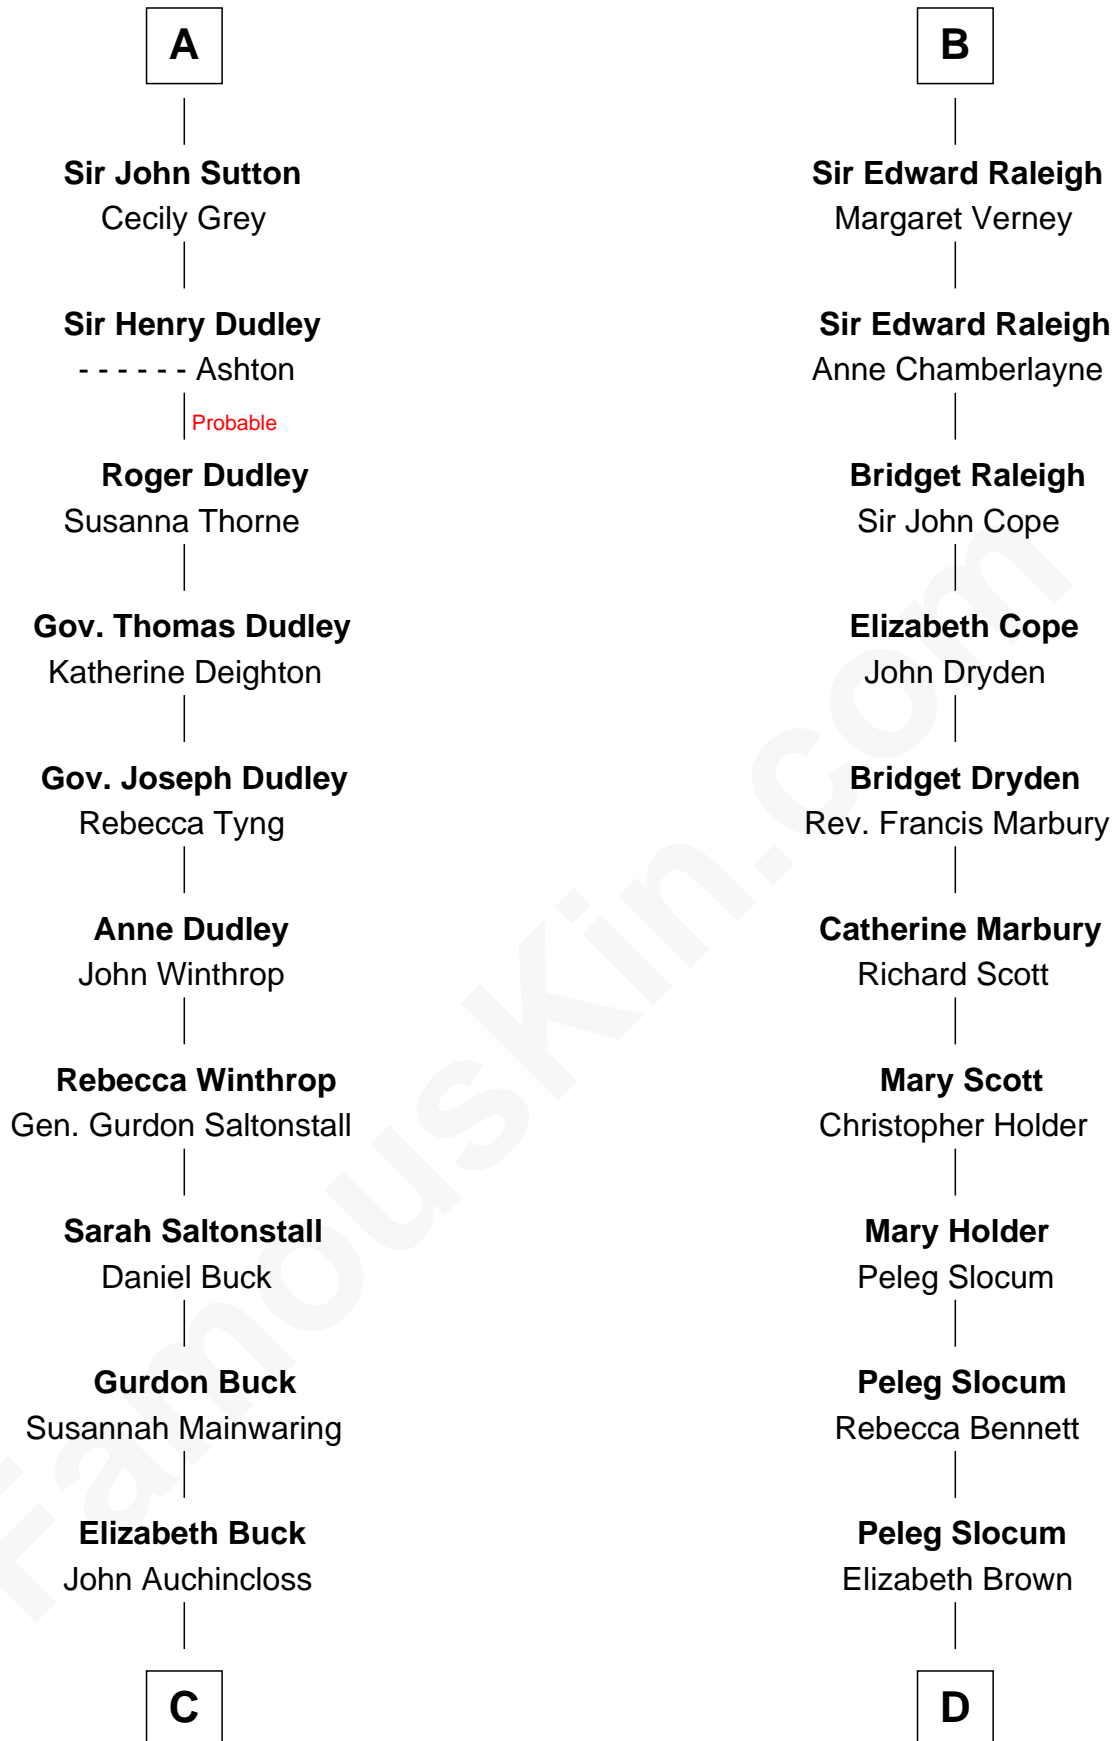 A
Sir John Sutton
Cecily Grey
Sir Henry Dudley
- - - - - - Ashton
Probable
Roger Dudley
Susanna Thorne
Gov. Thomas Dudley
Katherine Deighton
Gov. Joseph Dudley
Rebecca Tyng
Anne Dudley
John Winthrop
Rebecca Winthrop
Gen. Gurdon Saltonstall
Sarah Saltonstall
Daniel Buck
Gurdon Buck
Susannah Mainwaring
Elizabeth Buck
John Auchincloss
C
B
Sir Edward Raleigh
Margaret Verney
Sir Edward Raleigh
Anne Chamberlayne
Bridget Raleigh
Sir John Cope
Elizabeth Cope
John Dryden
Bridget Dryden
Rev. Francis Marbury
Catherine Marbury
Richard Scott
Mary Scott
Christopher Holder
Mary Holder
Peleg Slocum
Peleg Slocum
Rebecca Bennett
Peleg Slocum
Elizabeth Brown
D
FamousKin.com